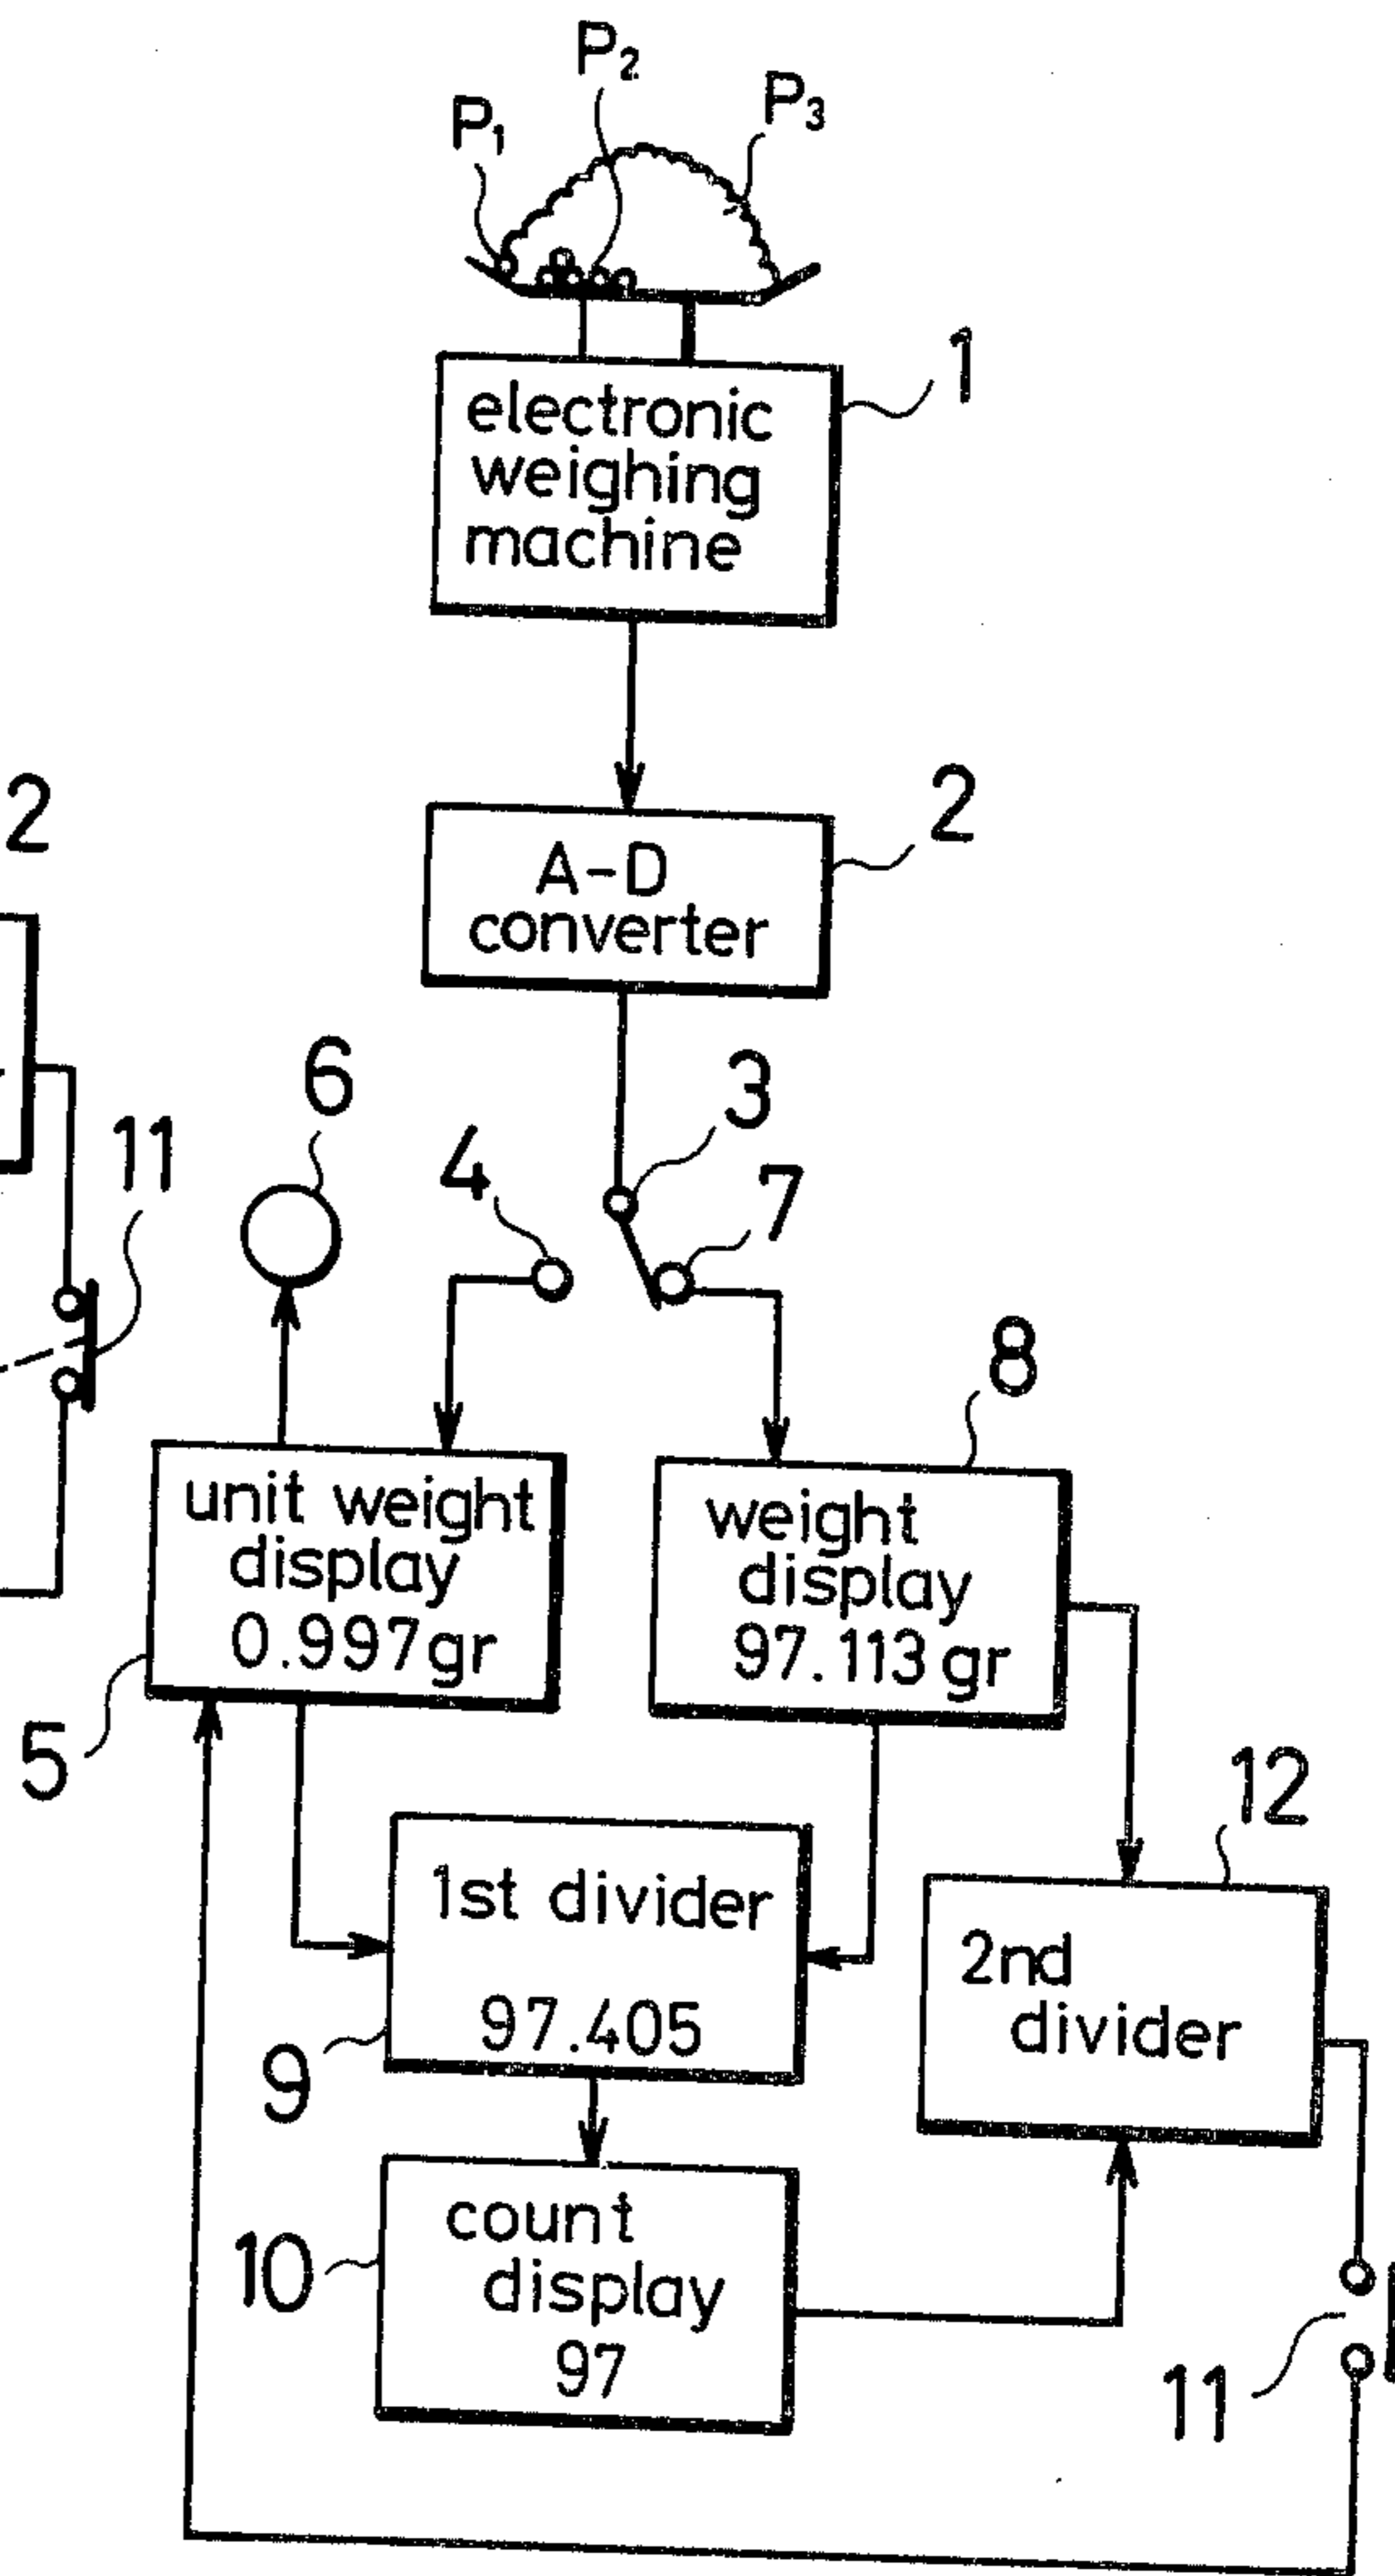 P2
P1
P3
1
electronic
weighing
machine
2
2
A-D
converter
6
3
11
4
7
8
unit weight
display
0.997gr
weight
display
97.113 gr
5
12
1st divider
97.405
2nd
divider
9
count
display
97
10
11